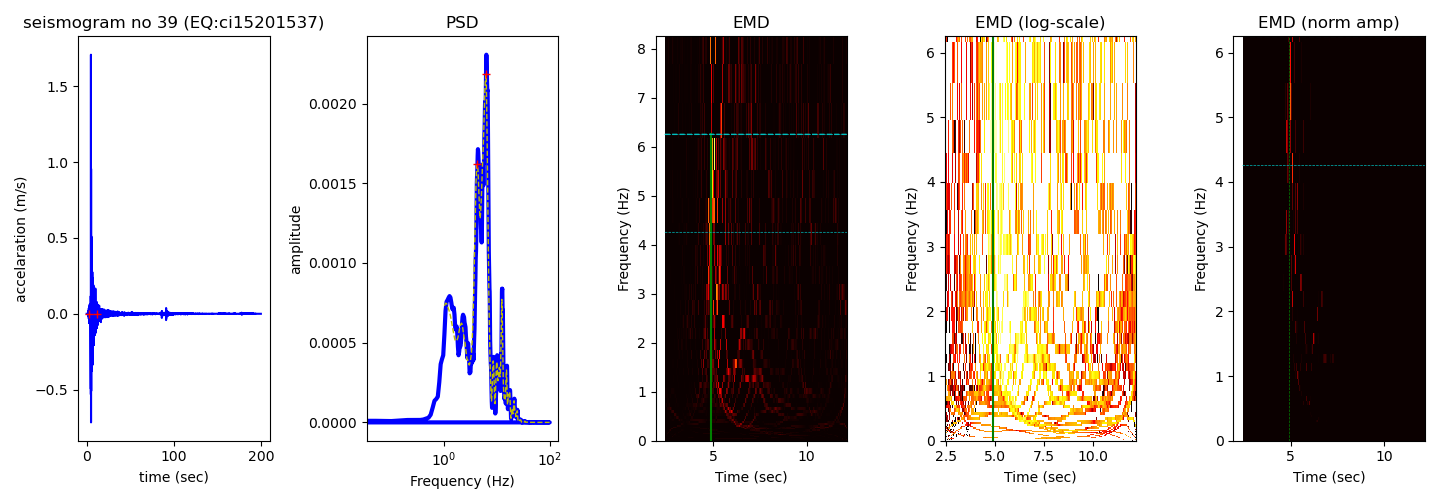 seismogram no 39 (EQ:ci15201537)
accelaration (m/s)
1.5
1.0
0.5
0.0
−0.5
0 100 200
time (sec)
PSD
amplitude
0.0020
0.0015
0.0010
0.0005
0.0000
10⁰ 10²
Frequency (Hz)
EMD
Frequency (Hz)
8
7
6
5
4
3
2
1
0
5 10
Time (sec)
EMD (log-scale)
Frequency (Hz)
6
5
4
3
2
1
0
2.5 5.0 7.5 10.0
Time (sec)
EMD (norm amp)
Frequency (Hz)
6
5
4
3
2
1
0
5 10
Time (sec)